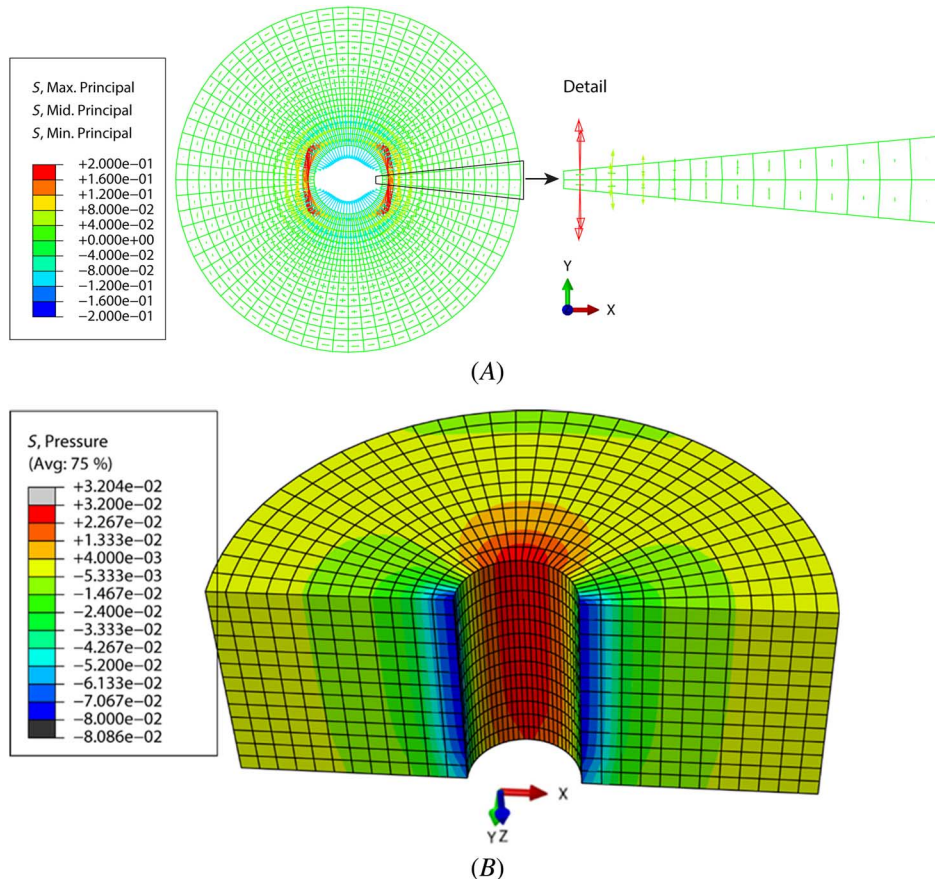 S, Max. Principal
S, Mid. Principal
S, Min. Principal
+2.000e−01
+1.600e−01
+1.200e−01
+8.000e−02
+4.000e−02
+0.000e+00
−4.000e−02
−8.000e−02
−1.200e−01
−1.600e−01
−2.000e−01
Detail
Y
X
(A)
S, Pressure
(Avg: 75 %)
+3.204e−02
+3.200e−02
+2.267e−02
+1.333e−02
+4.000e−03
−5.333e−03
−1.467e−02
−2.400e−02
−3.333e−02
−4.267e−02
−5.200e−02
−6.133e−02
−7.067e−02
−8.000e−02
−8.086e−02
X
Y Z
(B)